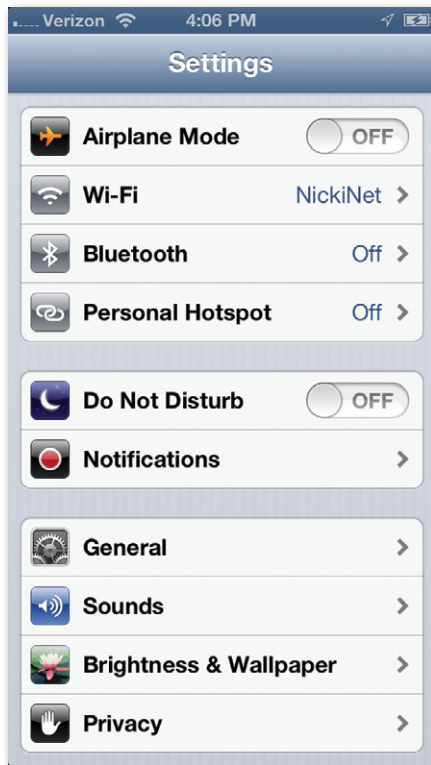 Verizon 4:06 PM
Settings
Airplane Mode OFF
Wi-Fi NickiNet
Bluetooth Off
Personal Hotspot Off
Do Not Disturb OFF
Notifications
General
Sounds
Brightness & Wallpaper
Privacy